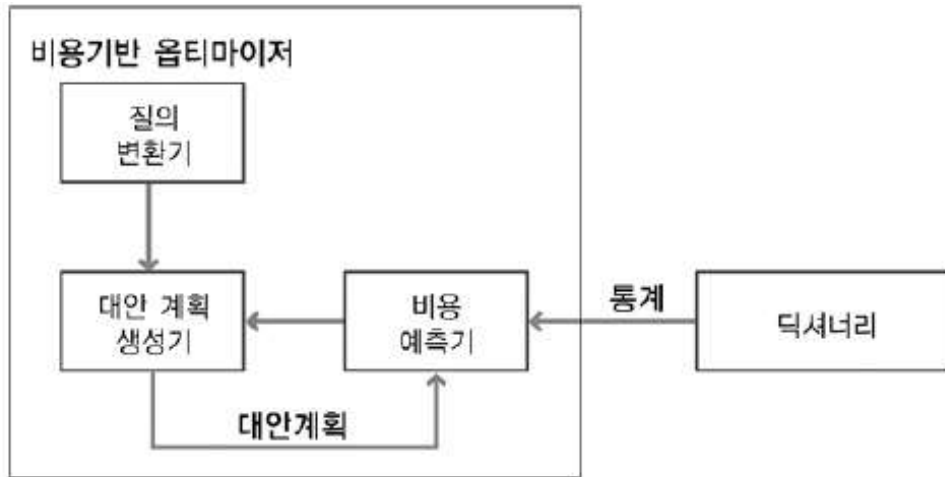 비용기반 옵티마이저
질의
변환기
대안 계획
생성기
비용
예측기
통계
딕셔너리
대안계획